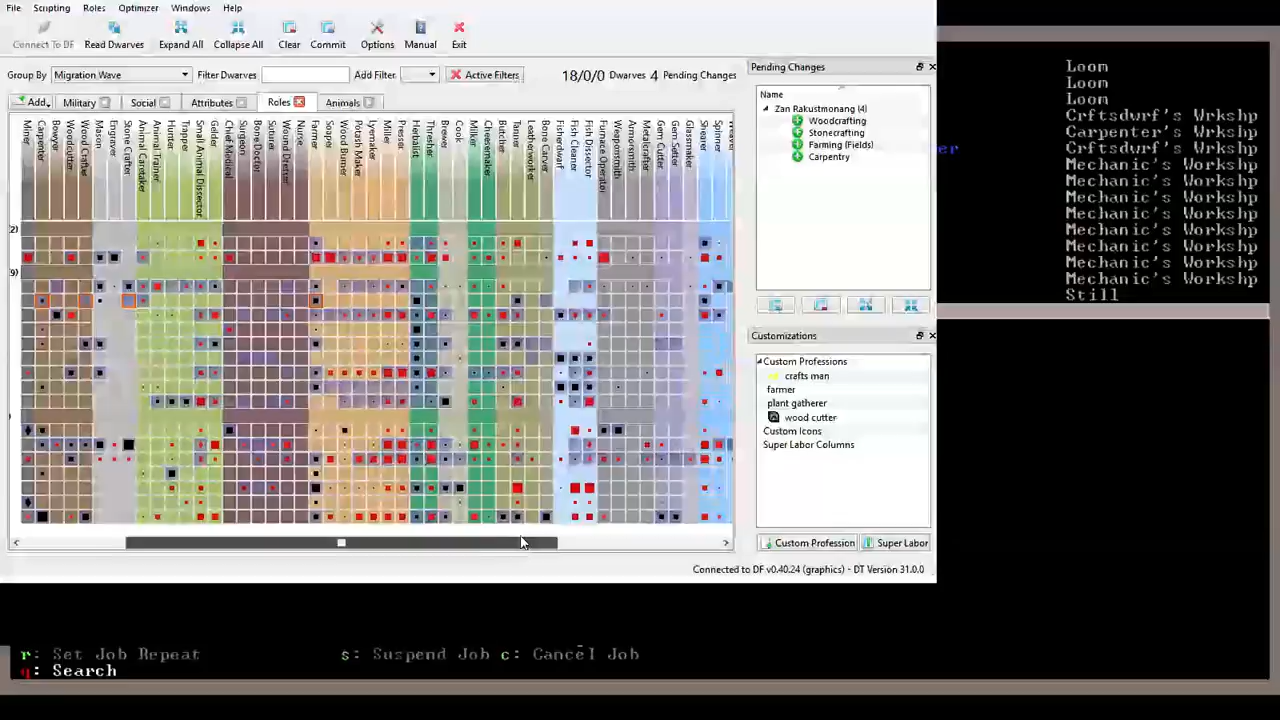 File Scripting Roles Optimizer Windows Help
Connect To DF Read Dwarves Expand All Collapse All Clear Commit Options Manual Exit
Group By Migration Wave Filter Dwarves Add Filter Active Filters 18/0/0 Dwarves 4 Pending Changes
Add Military Social Attributes Roles Animals
Miner Carpenter Bowyer Woodcutter Wood Crafter Mason Engraver Stone Crafter Animal Caretaker Animal Trainer Hunter Trapper Small Animal Dissector Gelder Chief Medical Surgeon Bone Doctor Suturer Wound Dresser Nurse Farmer Soaper Wood Burner Potash Maker Lyemaker Miller Presser Herbalist Thresher Brewer Cook Milker Cheesemaker Butcher Tanner Leatherworker Bone Carver Fisherdwarf Fish Cleaner Fish Dissector Furnace Operator Weaponsmith Armorsmith Metalcrafter Gem Cutter Gem Setter Glassmaker Shearer Spinner
2)
9)
Pending Changes
Name
Zan Rakustmonang (4)
Woodcrafting
Stonecrafting
Farming (Fields)
Carpentry
Customizations
Custom Professions
crafts man
farmer
plant gatherer
wood cutter
Custom Icons
Super Labor Columns
Custom Profession Super Labor
Connected to DF v0.40.24 (graphics) - DT Version 31.0.0
er
Loom
Loom
Loom
Crftsdwrf's Wrkshp
Carpenter's Wrkshp
Crftsdwrf's Wrkshp
Mechanic's Workshp
Mechanic's Workshp
Mechanic's Workshp
Mechanic's Workshp
Mechanic's Workshp
Mechanic's Workshp
Mechanic's Workshp
Mechanic's Workshp
Still
r: Set Job Repeat s: Suspend Job c: Cancel Job
q: Search